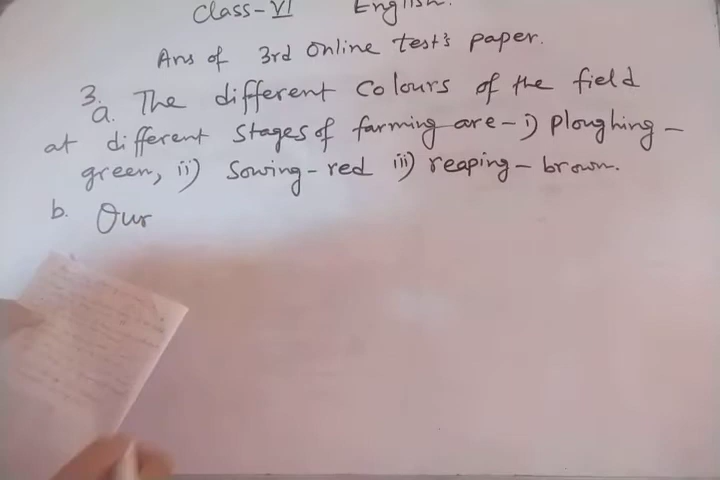 Class-VI English.
Ans of 3rd online test's paper.
3.
a. The different Colours of the field
at different Stages of farming are- i) Ploughing-
green, ii) Sowing-red iii) reaping- brown.
b. Our